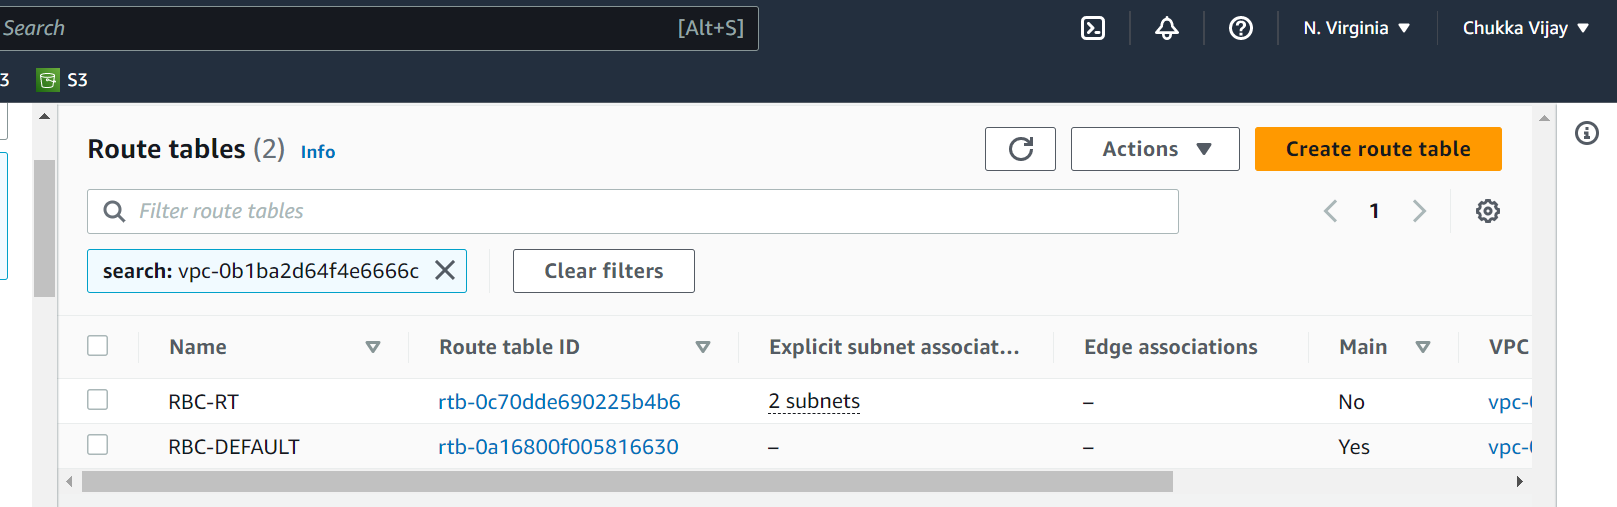 Search [Alt+S] N. Virginia Chukka Vijay
3 S3
Route tables (2) Info Actions Create route table
Filter route tables 1
search: vpc-0b1ba2d64f4e6666c Clear filters
Name Route table ID Explicit subnet associat... Edge associations Main VPC
RBC-RT rtb-0c70dde690225b4b6 2 subnets – No vpc-
RBC-DEFAULT rtb-0a16800f005816630 – – Yes vpc-